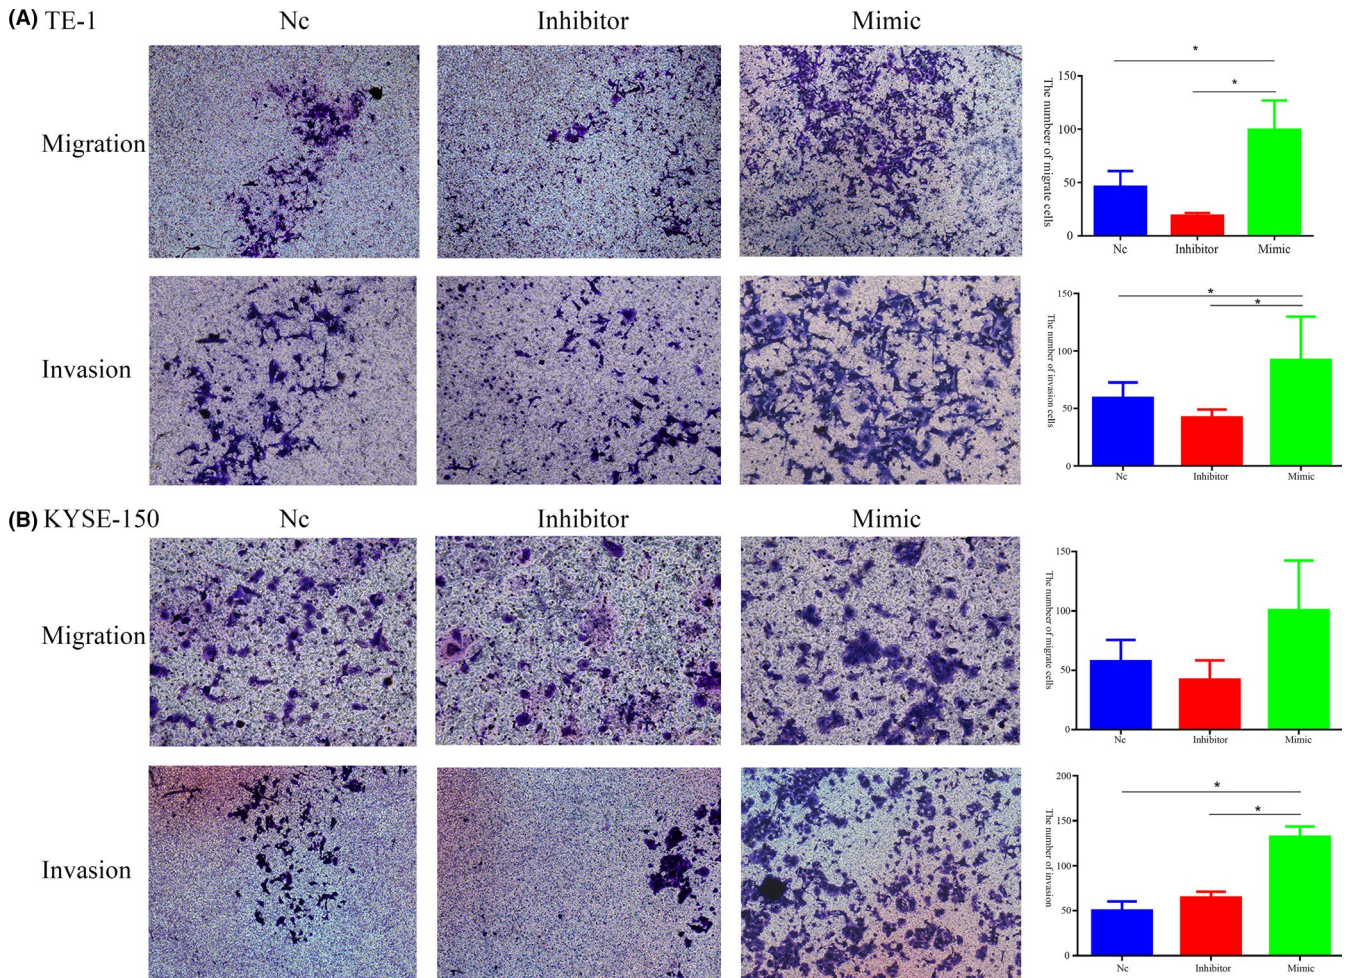 (A) TE-1 Nc Inhibitor Mimic
Migration
The numbeer of migrate cells
150
100
50
0
*
*
Nc Inhibitor Mimic
Invasion
The number of invasion cells
150
100
50
0
*
*
Nc Inhibitor Mimic
(B) KYSE-150 Nc Inhibitor Mimic
Migration
The nunbeer of migrate cells
150
100
50
0
Nc Inhibitor Mimic
Invasion
The number of invasion
200
150
100
50
0
*
*
Nc Inhibitor Mimic